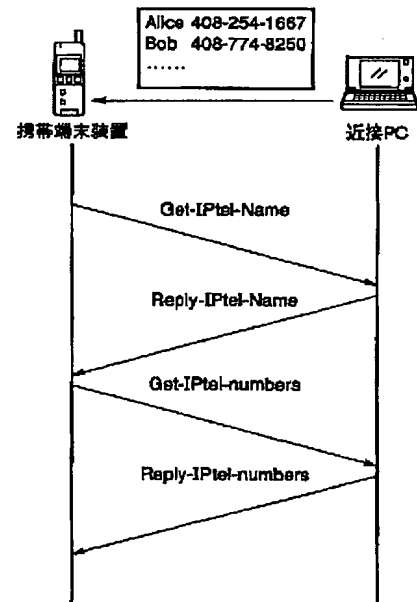 Alice 408-254-1667
Bob 408-774-8250
......
携帯端末装置
近接PC
Get-IPtel-Name
Reply-IPtel-Name
Get-IPtel-numbers
Reply-IPtel-numbers